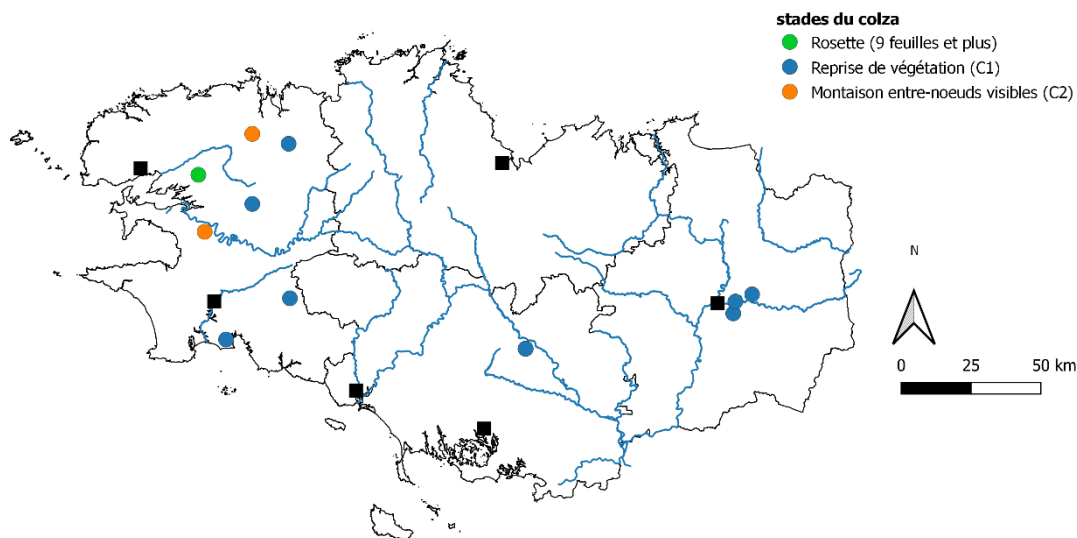 stades du colza
Rosette (9 feuilles et plus)
Reprise de végétation (C1)
Montaison entre-noeuds visibles (C2)
N
0 25 50 km